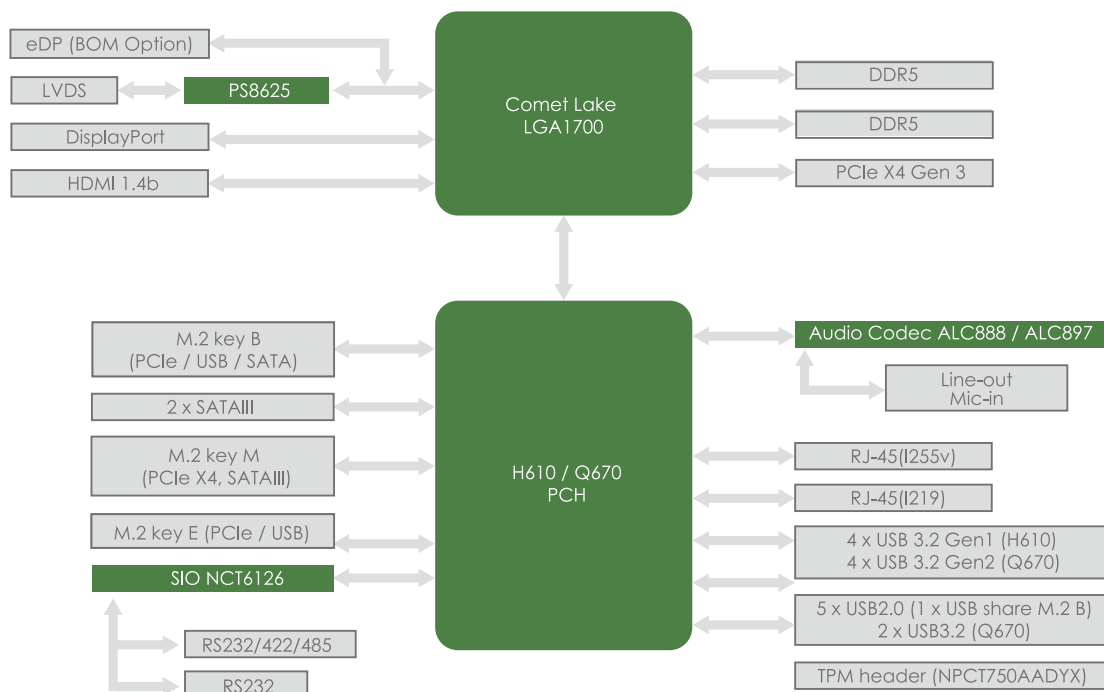 eDP (BOM Option)
LVDS
PS8625
DisplayPort
HDMI 1.4b
Comet Lake
LGA1700
DDR5
DDR5
PCIe X4 Gen 3
M.2 key B
(PCIe / USB / SATA)
2 x SATAIII
M.2 key M
(PCIe X4, SATAIII)
M.2 key E (PCIe / USB)
SIO NCT6126
RS232/422/485
RS232
H610 / Q670
PCH
Audio Codec ALC888 / ALC897
Line-out
Mic-in
RJ-45(I255v)
RJ-45(I219)
4 x USB 3.2 Gen1 (H610)
4 x USB 3.2 Gen2 (Q670)
5 x USB2.0 (1 x USB share M.2 B)
2 x USB3.2 (Q670)
TPM header (NPCT750AADYX)